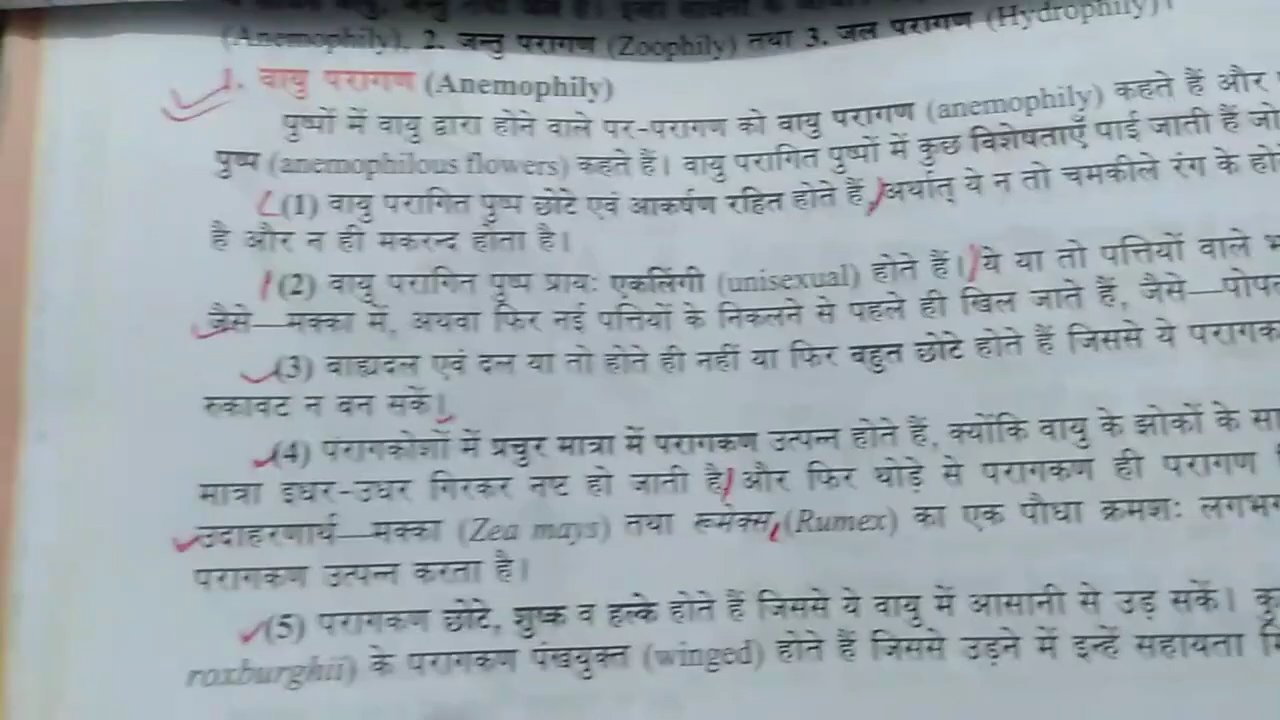 (Anemophily), 2. जन्तु परागण (Zoophily) तथा 3. जल परागण (Hydrophily)।
1. वायु परागण (Anemophily)
पुष्पों में वायु द्वारा होने वाले पर-परागण को वायु परागण (anemophily) कहते हैं और
पुष्प (anemophilous flowers) कहते हैं। वायु परागित पुष्पों में कुछ विशेषताएँ पाई जाती हैं जो
(1) वायु परागित पुष्प छोटे एवं आकर्षण रहित होते हैं, अर्थात् ये न तो चमकीले रंग के
है और न ही मकरन्द होता है।
(2) वायु परागित पुष्प प्रायः एकलिंगी (unisexual) होते हैं। ये या तो पत्तियों वाले
जैसे—मक्का में, अथवा फिर नई पत्तियों के निकलने से पहले ही खिल जाते हैं, जैसे—
(3) वाह्यदल एवं दल या तो होते ही नहीं या फिर बहुत छोटे होते हैं जिससे ये
रुकावट न बन सकें।
(4) परागकोशों में प्रचुर मात्रा में परागकण उत्पन्न होते हैं, क्योंकि वायु के झोकों के
मात्रा इधर-उधर गिरकर नष्ट हो जाती है और फिर थोड़े से परागकण ही परागण
उदाहरणार्थ—मक्का (Zea mays) तथा रूमेक्स (Rumex) का एक पौधा क्रमशः लगभग
परागकण उत्पन्न करता है।
(5) परागकण छोटे, शुष्क व हल्के होते हैं जिससे ये वायु में आसानी से उड़ सकें।
roxburghii) के परागकण पंखयुक्त (winged) होते हैं जिससे उड़ने में इन्हें सहायता